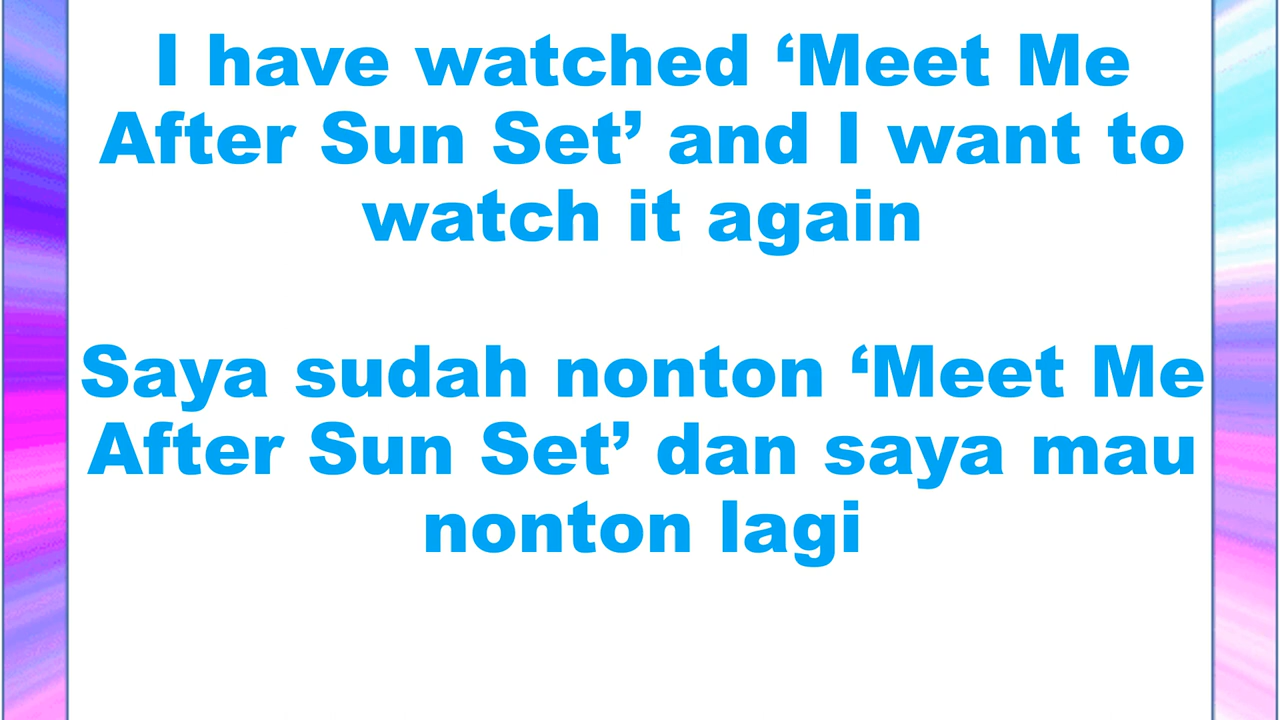 I have watched ‘Meet Me
After Sun Set’ and I want to
watch it again
Saya sudah nonton ‘Meet Me
After Sun Set’ dan saya mau
nonton lagi